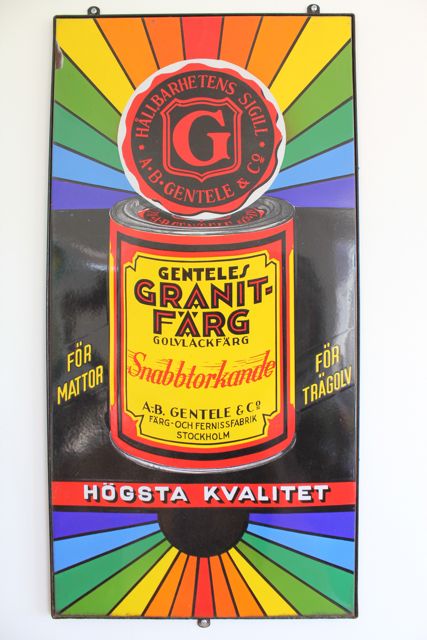 HÅLLBARHETENS SIGILL
G
A·B·GENTELE & Cº
GENTELES
GRANIT-
FÄRG
GOLVLACKFÄRG
Snabbtorkande
A.-B. GENTELE & Cº
FÄRG- OCH FERNISSFABRIK
STOCKHOLM
FÖR
MATTOR
FÖR
TRÄGOLV
HÖGSTA KVALITET